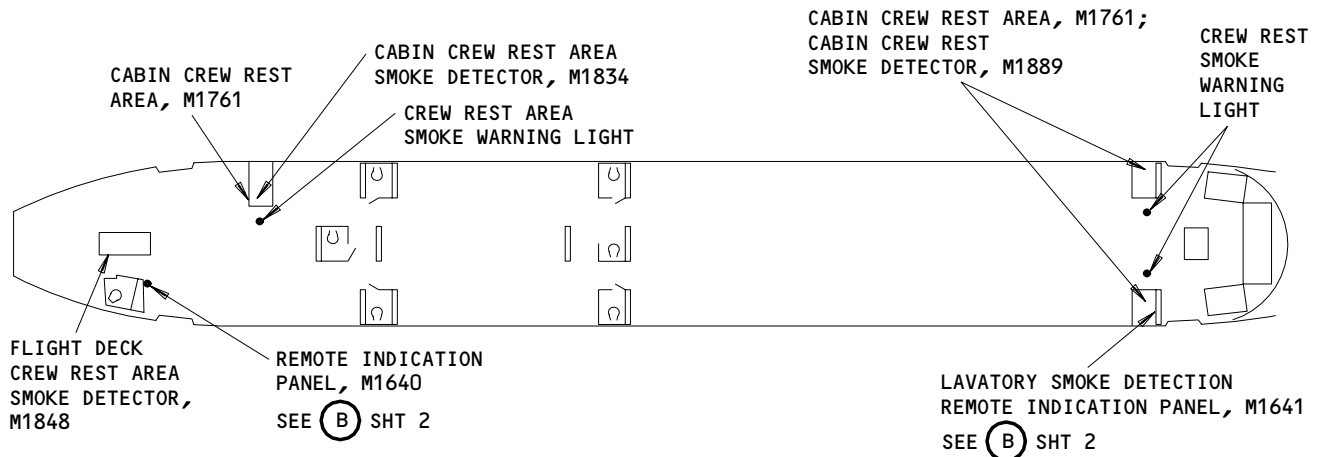 CABIN CREW REST AREA, M1761;
CABIN CREW REST
SMOKE DETECTOR, M1889
CREW REST
SMOKE
WARNING
LIGHT
CABIN CREW REST AREA
SMOKE DETECTOR, M1834
CABIN CREW REST
AREA, M1761
CREW REST AREA
SMOKE WARNING LIGHT
FLIGHT DECK
CREW REST AREA
SMOKE DETECTOR,
M1848
REMOTE INDICATION
PANEL, M1640
SEE B SHT 2
LAVATORY SMOKE DETECTION
REMOTE INDICATION PANEL, M1641
SEE B SHT 2